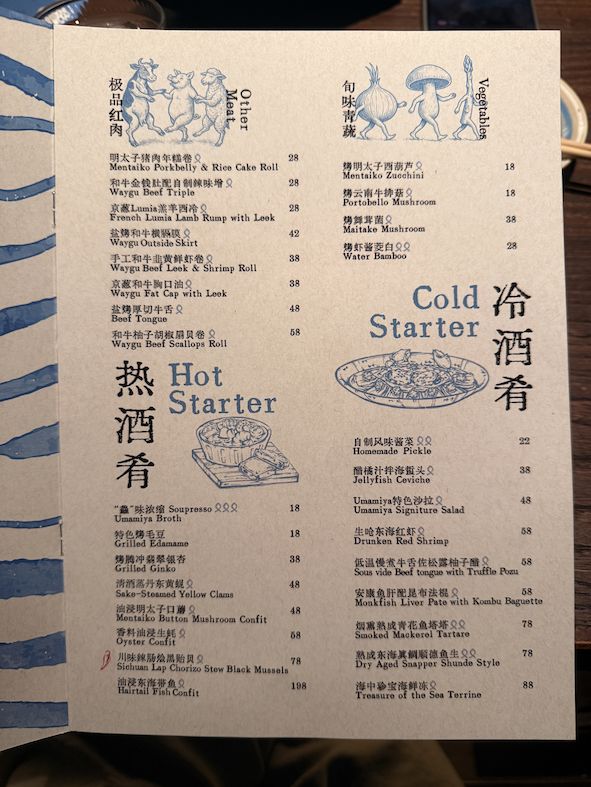 极品红肉
Other
Meat
明太子猪肉年糕卷
Mentaiko Porkbelly & Rice Cake Roll 28
和牛金钱肚配自制辣味增
Waygu Beef Triple 28
京葱Lumia羔羊西冷
French Lumia Lamb Rump with Leek 28
盐烤和牛横膈膜
Waygu Outside Skirt 42
手工和牛韭黄鲜虾卷
Waygu Beef Leek & Shrimp Roll 38
京葱和牛胸口油
Waygu Fat Cap with Leek 38
盐烤厚切牛舌
Beef Tongue 48
和牛柚子胡椒扇贝卷
Waygu Beef Scallops Roll 58
热酒肴
Hot
Starter
“鱻”味浓缩 Soupresso
Umamiya Broth 18
特色烤毛豆
Grilled Edamame 18
烤腾冲翡翠银杏
Grilled Ginko 38
清酒蒸丹东黄蚬
Sake-Steamed Yellow Clams 48
油浸明太子口蘑
Mentaiko Button Mushroom Confit 48
香料油浸生蚝
Oyster Confit 58
川味辣肠烩黑贻贝
Sichuan Lap Chorizo Stew Black Mussels 78
油浸东海带鱼
Hairtail Fish Confit 198
旬味青蔬
Vegetables
烤明太子西葫芦
Mentaiko Zucchini 18
烤云南牛排菇
Portobello Mushroom 18
烤舞茸菌
Maitake Mushroom 38
烤虾酱茭白
Water Bamboo 28
Cold
Starter
冷酒肴
自制风味酱菜
Homemade Pickle 22
醋橘汁拌海蜇头
Jellyfish Ceviche 38
Umamiya特色沙拉
Umamiya Signiture Salad 48
生呛东海红虾
Drunken Red Shrimp 58
低温慢煮牛舌佐松露柚子醋
Sous vide Beef tongue with Truffle Pozu 58
安康鱼肝配昆布法棍
Monkfish Liver Pate with Kombu Baguette 58
烟熏熟成青花鱼塔塔
Smoked Mackerel Tartare 78
熟成东海真鲷顺德鱼生
Dry Aged Snapper Shunde Style 78
海中珍宝海鲜冻
Treasure of the Sea Terrine 88